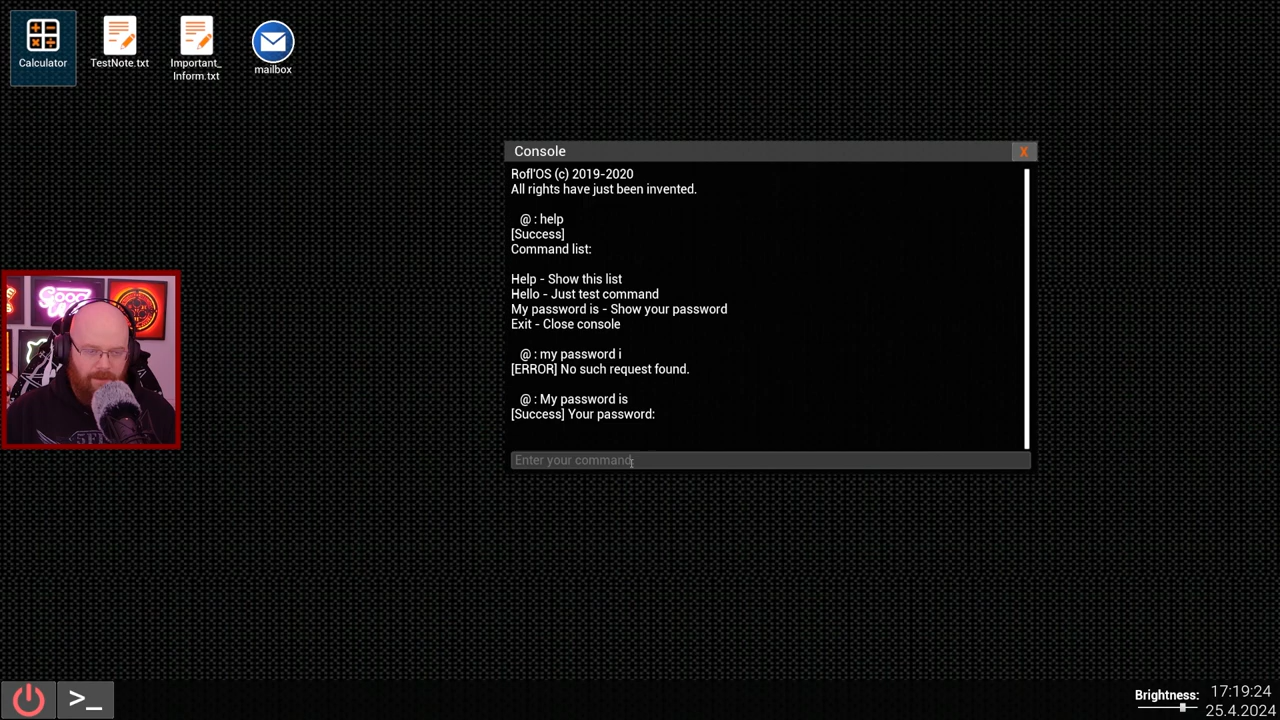 Calculator
TestNote.txt
Important_
Inform.txt
mailbox
Console
X
Rofl'OS (c) 2019-2020
All rights have just been invented.
@ : help
[Success]
Command list:
Help - Show this list
Hello - Just test command
My password is - Show your password
Exit - Close console
@ : my password i
[ERROR] No such request found.
@ : My password is
[Success] Your password:
Enter your command
>_
Brightness:
17:19:24
25.4.2024